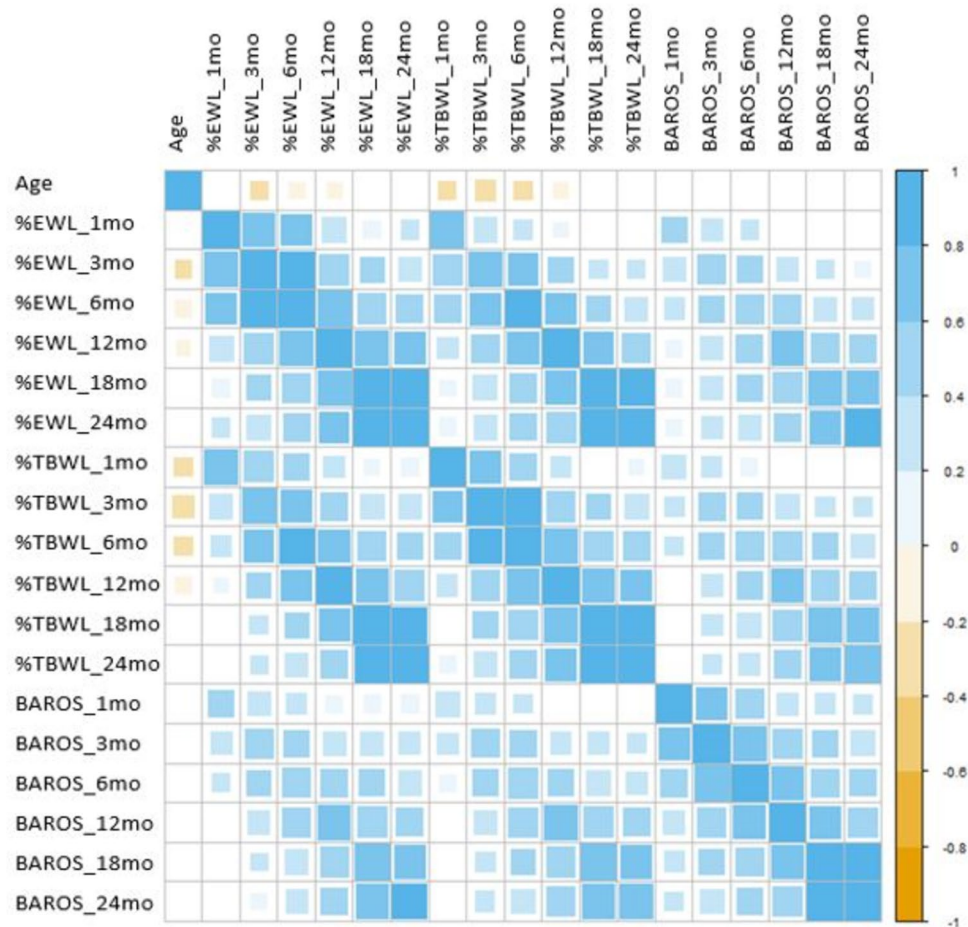 Age
%EWL_1mo
%EWL_3mo
%EWL_6mo
%EWL_12mo
%EWL_18mo
%EWL_24mo
%TBWL_1mo
%TBWL_3mo
%TBWL_6mo
%TBWL_12mo
%TBWL_18mo
%TBWL_24mo
BAROS_1mo
BAROS_3mo
BAROS_6mo
BAROS_12mo
BAROS_18mo
BAROS_24mo
Age
%EWL_1mo
%EWL_3mo
%EWL_6mo
%EWL_12mo
%EWL_18mo
%EWL_24mo
%TBWL_1mo
%TBWL_3mo
%TBWL_6mo
%TBWL_12mo
%TBWL_18mo
%TBWL_24mo
BAROS_1mo
BAROS_3mo
BAROS_6mo
BAROS_12mo
BAROS_18mo
BAROS_24mo
1
0.8
0.6
0.4
0.2
0
-0.2
-0.4
-0.6
-0.8
-1